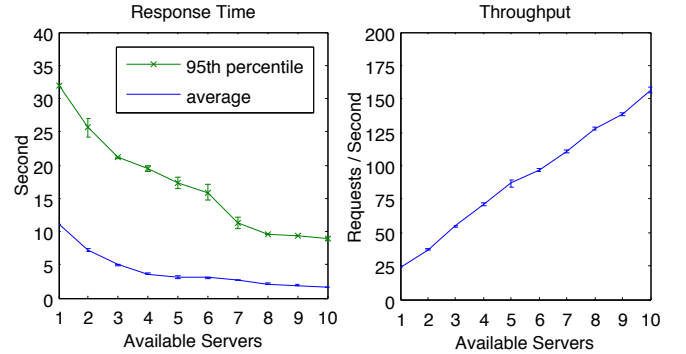 Response Time
Second
40
35
30
25
20
15
10
5
0
95th percentile
average
1 2 3 4 5 6 7 8 9 10
Available Servers
Throughput
Requests / Second
200
175
150
125
100
75
50
25
0
1 2 3 4 5 6 7 8 9 10
Available Servers